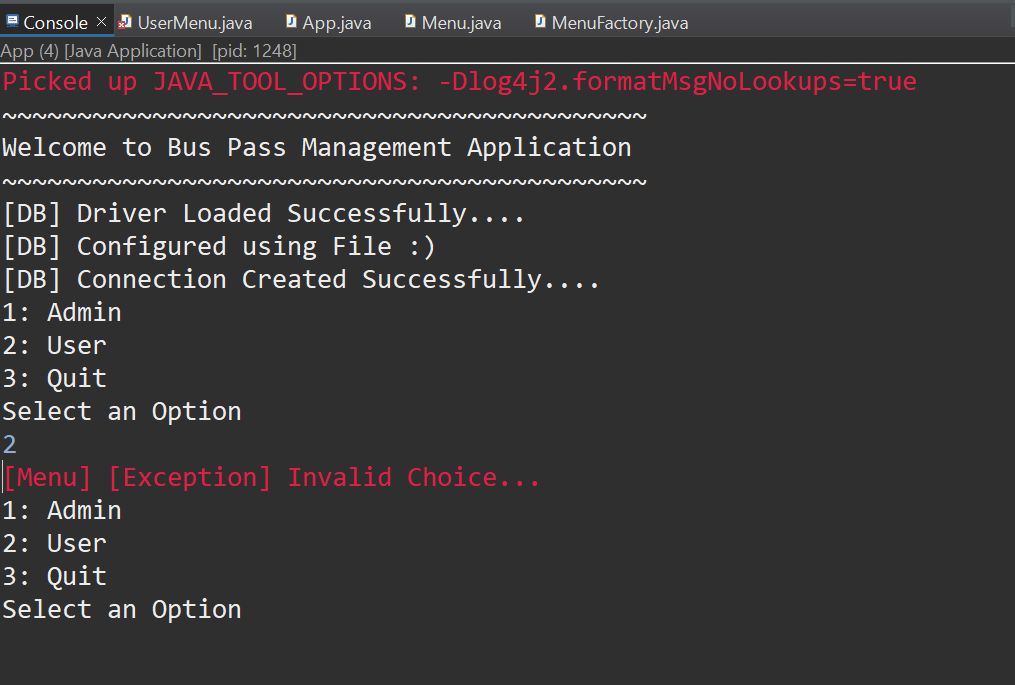 Console UserMenu.java App.java Menu.java MenuFactory.java
App (4) [Java Application] [pid: 1248]
Picked up JAVA_TOOL_OPTIONS: -Dlog4j2.formatMsgNoLookups=true
~~~~~~~~~~~~~~~~~~~~~~~~~~~~~~~~~~~~~~~~~~~
Welcome to Bus Pass Management Application
~~~~~~~~~~~~~~~~~~~~~~~~~~~~~~~~~~~~~~~~~~~
[DB] Driver Loaded Successfully....
[DB] Configured using File :)
[DB] Connection Created Successfully....
1: Admin
2: User
3: Quit
Select an Option
2
[Menu] [Exception] Invalid Choice...
1: Admin
2: User
3: Quit
Select an Option